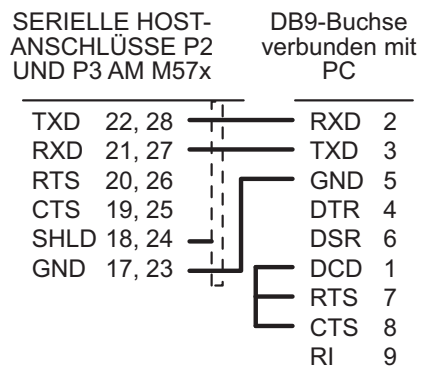 SERIELLE HOST-
ANSCHLÜSSE P2
UND P3 AM M57x
DB9-Buchse
verbunden mit
PC
TXD 22, 28 RXD 2
RXD 21, 27 TXD 3
RTS 20, 26 GND 5
CTS 19, 25 DTR 4
SHLD 18, 24 DSR 6
GND 17, 23 DCD 1
RTS 7
CTS 8
RI 9